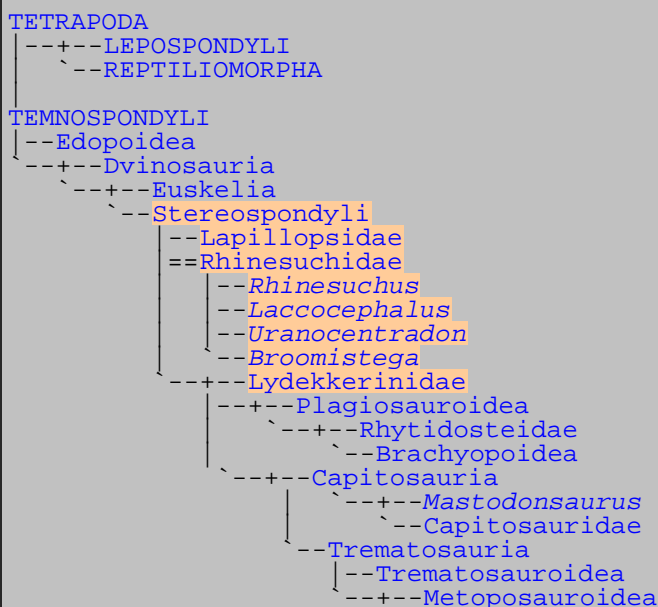 TETRAPODA
|--+--LEPOSPONDYLI
|  `--REPTILIOMORPHA
|
TEMNOSPONDYLI
|--Edopoidea
`--+--Dvinosauria
   `--+--Euskelia
      `--Stereospondyli
         |--Lapillopsidae
         |==Rhinesuchidae
         |  |--Rhinesuchus
         |  |--Laccocephalus
         |  |--Uranocentradon
         |  `--Broomistega
         `--+--Lydekkerinidae
            |--+--Plagiosauroidea
            |   `--+--Rhytidosteidae
            |       `--Brachyopoidea
             `--+--Capitosauria
                 |  `--+--Mastodonsaurus
                 |     `--Capitosauridae
                 `--Trematosauria
                    |--Trematosauroidea
                    `--+--Metoposauroidea